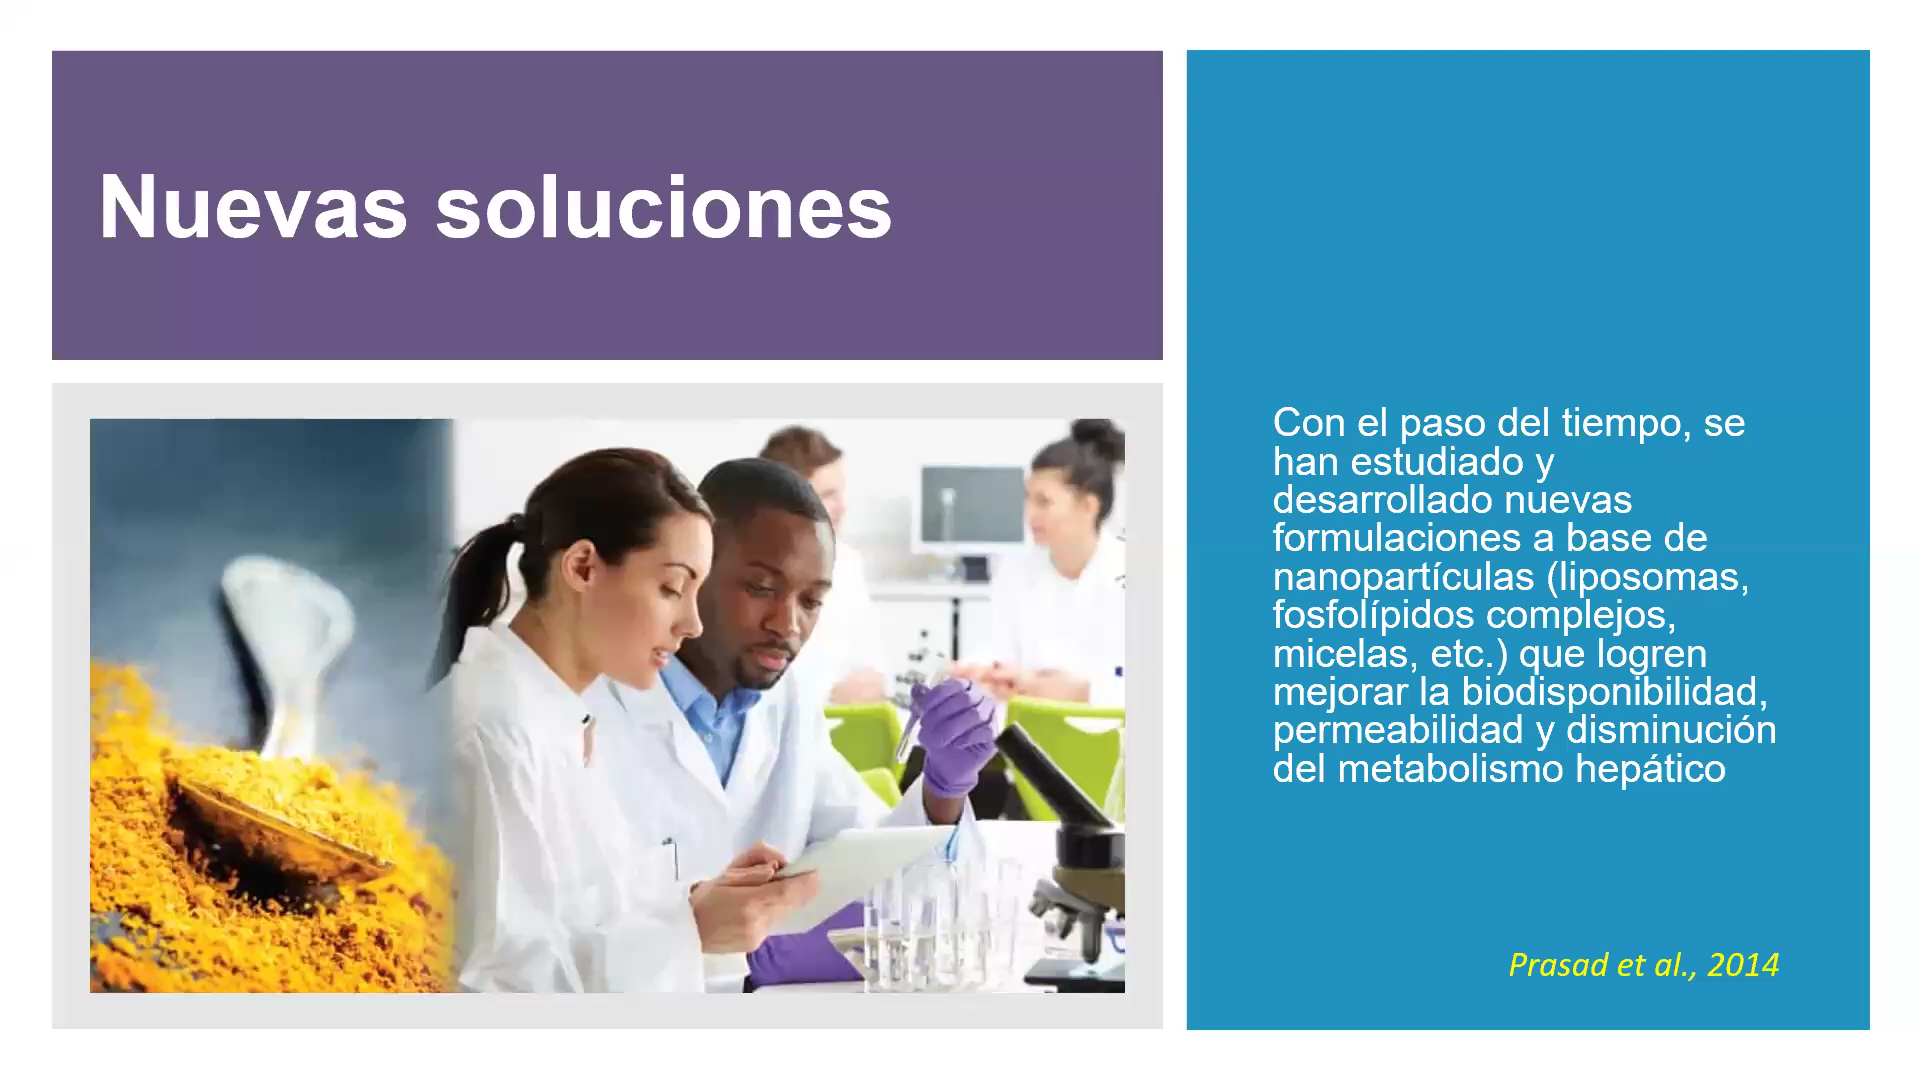 Nuevas soluciones
Con el paso del tiempo, se
han estudiado y
desarrollado nuevas
formulaciones a base de
nanopartículas (liposomas,
fosfolípidos complejos,
micelas, etc.) que logren
mejorar la biodisponibilidad,
permeabilidad y disminución
del metabolismo hepático
Prasad et al., 2014